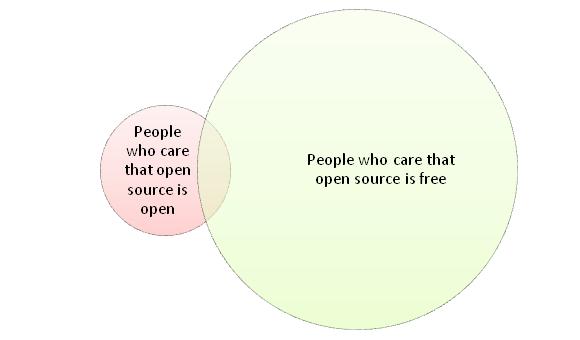 People
who care
that open
source is
open
People who care that
open source is free